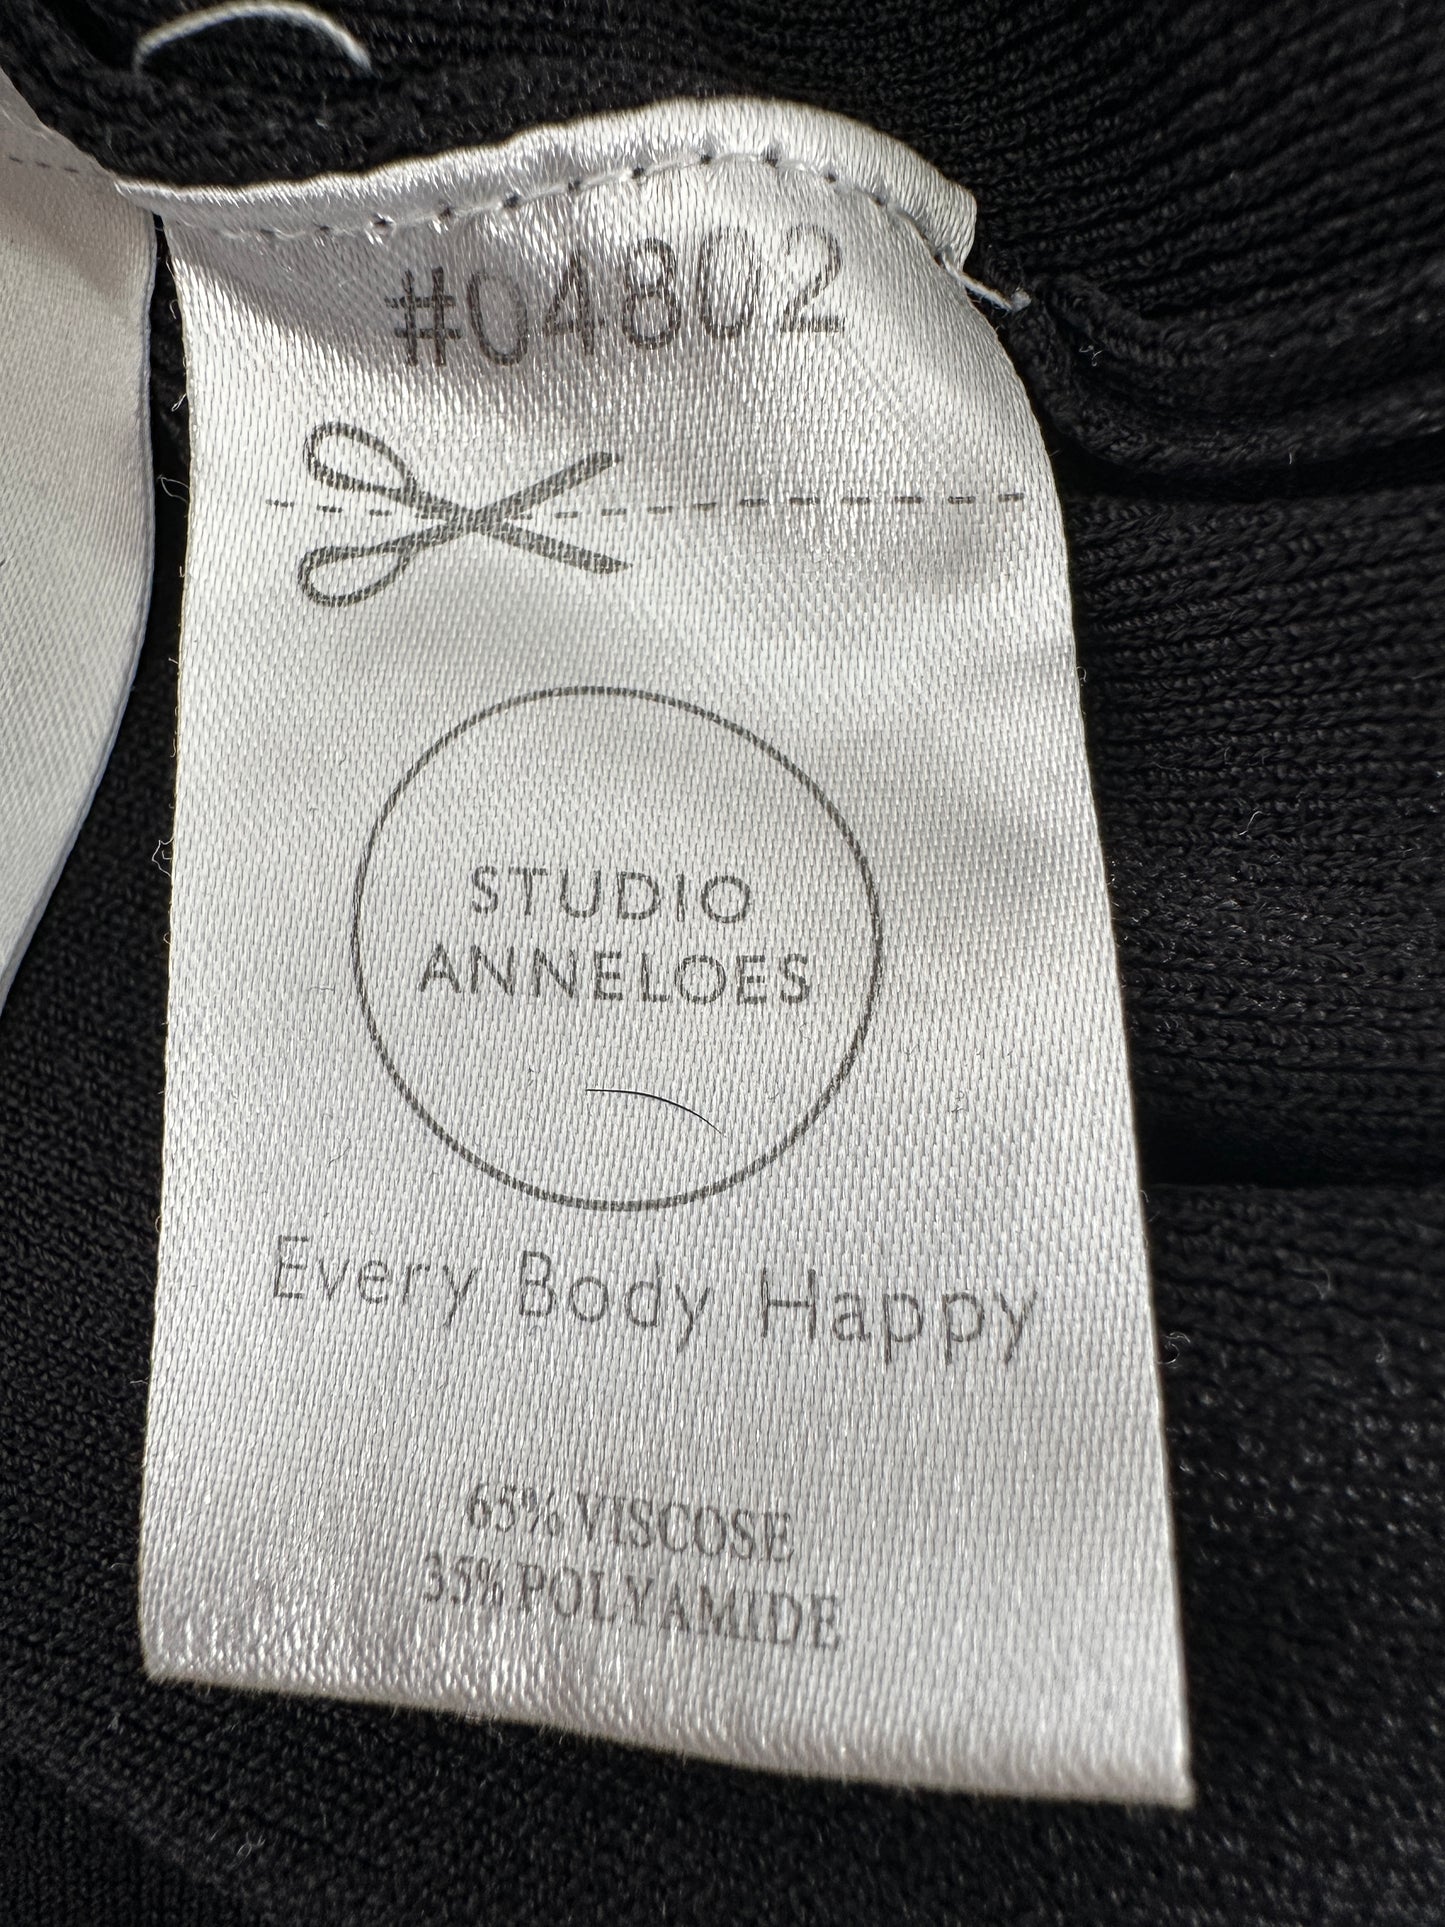 #04802
STUDIO
ANNELOES
Every Body Happy
65% VISCOSE
35% POLYAMIDE